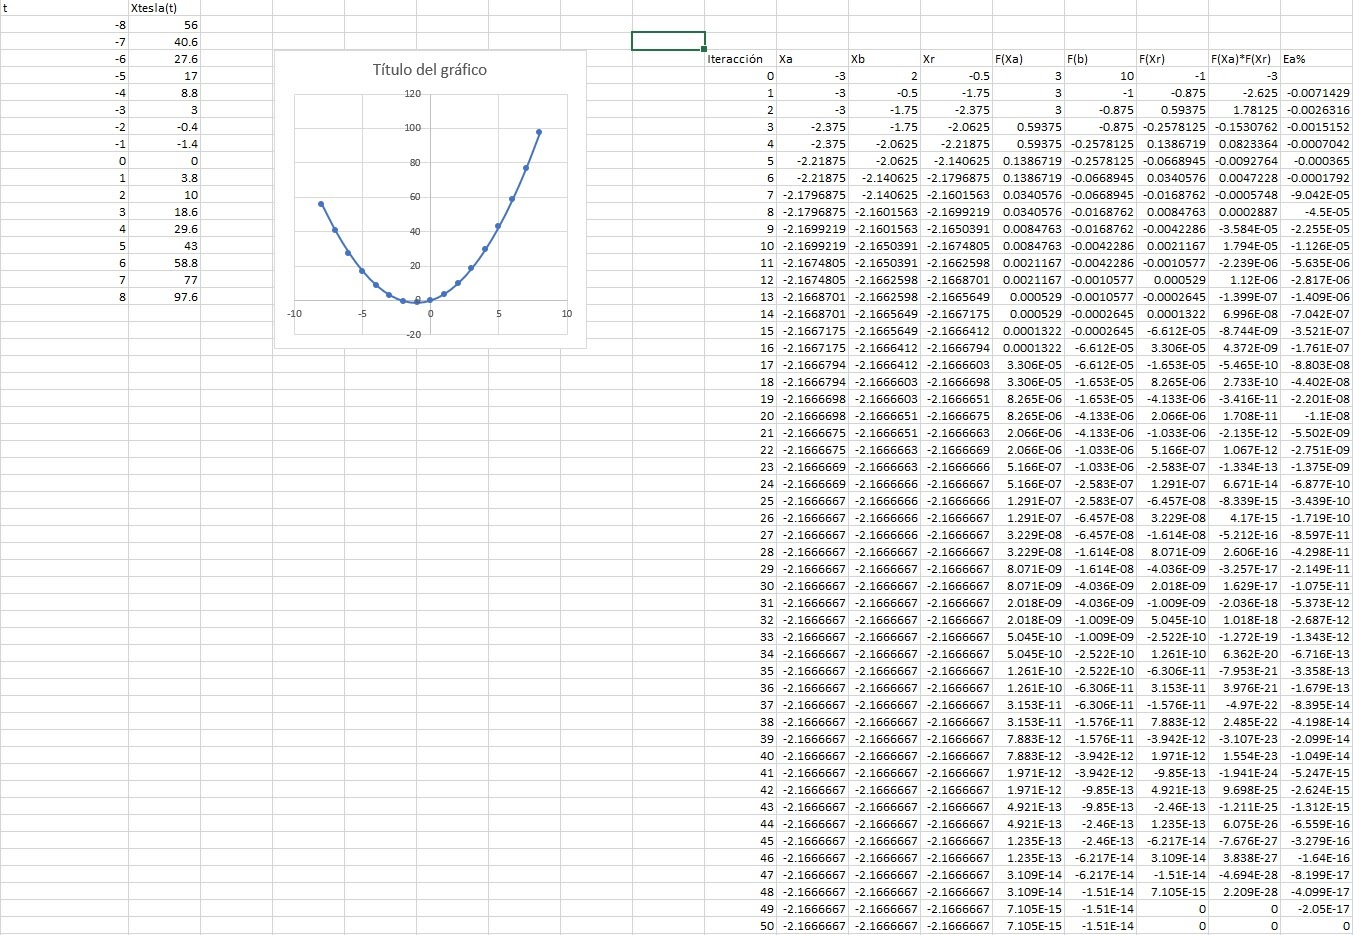 t Xtesla(t)
-8 56
-7 40.6
-6 27.6
-5 17
-4 8.8
-3 3
-2 -0.4
-1 -1.4
0 0
1 3.8
2 10
3 18.6
4 29.6
5 43
6 58.8
7 77
8 97.6
Título del gráfico
120
100
80
60
40
20
0
-20
-10 -5 0 5 10
Iteracción Xa Xb Xr F(Xa) F(b) F(Xr) F(Xa)*F(Xr) Ea%
0 -3 2 -0.5 3 10 -1 -3
1 -3 -0.5 -1.75 3 -1 -0.875 -2.625 -0.0071429
2 -3 -1.75 -2.375 3 -0.875 0.59375 1.78125 -0.0026316
3 -2.375 -1.75 -2.0625 0.59375 -0.875 -0.2578125 -0.1530762 -0.0015152
4 -2.375 -2.0625 -2.21875 0.59375 -0.2578125 0.1386719 0.0823364 -0.0007042
5 -2.21875 -2.0625 -2.140625 0.1386719 -0.2578125 -0.0668945 -0.0092764 -0.000365
6 -2.21875 -2.140625 -2.1796875 0.1386719 -0.0668945 0.0340576 0.0047228 -0.0001792
7 -2.1796875 -2.140625 -2.1601563 0.0340576 -0.0668945 -0.0168762 -0.0005748 -9.042E-05
8 -2.1796875 -2.1601563 -2.1699219 0.0340576 -0.0168762 0.0084763 0.0002887 -4.5E-05
9 -2.1699219 -2.1601563 -2.1650391 0.0084763 -0.0168762 -0.0042286 -3.584E-05 -2.255E-05
10 -2.1699219 -2.1650391 -2.1674805 0.0084763 -0.0042286 0.0021167 1.794E-05 -1.126E-05
11 -2.1674805 -2.1650391 -2.1662598 0.0021167 -0.0042286 -0.0010577 -2.239E-06 -5.635E-06
12 -2.1674805 -2.1662598 -2.1668701 0.0021167 -0.0010577 0.000529 1.12E-06 -2.817E-06
13 -2.1668701 -2.1662598 -2.1665649 0.000529 -0.0010577 -0.0002645 -1.399E-07 -1.409E-06
14 -2.1668701 -2.1665649 -2.1667175 0.000529 -0.0002645 0.0001322 6.996E-08 -7.042E-07
15 -2.1667175 -2.1665649 -2.1666412 0.0001322 -0.0002645 -6.612E-05 -8.744E-09 -3.521E-07
16 -2.1667175 -2.1666412 -2.1666794 0.0001322 -6.612E-05 3.306E-05 4.372E-09 -1.761E-07
17 -2.1666794 -2.1666412 -2.1666603 3.306E-05 -6.612E-05 -1.653E-05 -5.465E-10 -8.803E-08
18 -2.1666794 -2.1666603 -2.1666698 3.306E-05 -1.653E-05 8.265E-06 2.733E-10 -4.402E-08
19 -2.1666698 -2.1666603 -2.1666651 8.265E-06 -1.653E-05 -4.133E-06 -3.416E-11 -2.201E-08
20 -2.1666698 -2.1666651 -2.1666675 8.265E-06 -4.133E-06 2.066E-06 1.708E-11 -1.1E-08
21 -2.1666675 -2.1666651 -2.1666663 2.066E-06 -4.133E-06 -1.033E-06 -2.135E-12 -5.502E-09
22 -2.1666675 -2.1666663 -2.1666669 2.066E-06 -1.033E-06 5.166E-07 1.067E-12 -2.751E-09
23 -2.1666669 -2.1666663 -2.1666666 5.166E-07 -1.033E-06 -2.583E-07 -1.334E-13 -1.375E-09
24 -2.1666669 -2.1666666 -2.1666667 5.166E-07 -2.583E-07 1.291E-07 6.671E-14 -6.877E-10
25 -2.1666667 -2.1666666 -2.1666666 1.291E-07 -2.583E-07 -6.457E-08 -8.339E-15 -3.439E-10
26 -2.1666667 -2.1666666 -2.1666667 1.291E-07 -6.457E-08 3.229E-08 4.17E-15 -1.719E-10
27 -2.1666667 -2.1666666 -2.1666667 3.229E-08 -6.457E-08 -1.614E-08 -5.212E-16 -8.597E-11
28 -2.1666667 -2.1666667 -2.1666667 3.229E-08 -1.614E-08 8.071E-09 2.606E-16 -4.298E-11
29 -2.1666667 -2.1666667 -2.1666667 8.071E-09 -1.614E-08 -4.036E-09 -3.257E-17 -2.149E-11
30 -2.1666667 -2.1666667 -2.1666667 8.071E-09 -4.036E-09 2.018E-09 1.629E-17 -1.075E-11
31 -2.1666667 -2.1666667 -2.1666667 2.018E-09 -4.036E-09 -1.009E-09 -2.036E-18 -5.373E-12
32 -2.1666667 -2.1666667 -2.1666667 2.018E-09 -1.009E-09 5.045E-10 1.018E-18 -2.687E-12
33 -2.1666667 -2.1666667 -2.1666667 5.045E-10 -1.009E-09 -2.522E-10 -1.272E-19 -1.343E-12
34 -2.1666667 -2.1666667 -2.1666667 5.045E-10 -2.522E-10 1.261E-10 6.362E-20 -6.716E-13
35 -2.1666667 -2.1666667 -2.1666667 1.261E-10 -2.522E-10 -6.306E-11 -7.953E-21 -3.358E-13
36 -2.1666667 -2.1666667 -2.1666667 1.261E-10 -6.306E-11 3.153E-11 3.976E-21 -1.679E-13
37 -2.1666667 -2.1666667 -2.1666667 3.153E-11 -6.306E-11 -1.576E-11 -4.97E-22 -8.395E-14
38 -2.1666667 -2.1666667 -2.1666667 3.153E-11 -1.576E-11 7.883E-12 2.485E-22 -4.198E-14
39 -2.1666667 -2.1666667 -2.1666667 7.883E-12 -1.576E-11 -3.942E-12 -3.107E-23 -2.099E-14
40 -2.1666667 -2.1666667 -2.1666667 7.883E-12 -3.942E-12 1.971E-12 1.554E-23 -1.049E-14
41 -2.1666667 -2.1666667 -2.1666667 1.971E-12 -3.942E-12 -9.85E-13 -1.941E-24 -5.247E-15
42 -2.1666667 -2.1666667 -2.1666667 1.971E-12 -9.85E-13 4.921E-13 9.698E-25 -2.624E-15
43 -2.1666667 -2.1666667 -2.1666667 4.921E-13 -9.85E-13 -2.46E-13 -1.211E-25 -1.312E-15
44 -2.1666667 -2.1666667 -2.1666667 4.921E-13 -2.46E-13 1.235E-13 6.075E-26 -6.559E-16
45 -2.1666667 -2.1666667 -2.1666667 1.235E-13 -2.46E-13 -6.217E-14 -7.676E-27 -3.279E-16
46 -2.1666667 -2.1666667 -2.1666667 1.235E-13 -6.217E-14 3.109E-14 3.838E-27 -1.64E-16
47 -2.1666667 -2.1666667 -2.1666667 3.109E-14 -6.217E-14 -1.51E-14 -4.694E-28 -8.199E-17
48 -2.1666667 -2.1666667 -2.1666667 3.109E-14 -1.51E-14 7.105E-15 2.209E-28 -4.099E-17
49 -2.1666667 -2.1666667 -2.1666667 7.105E-15 -1.51E-14 0 0 -2.05E-17
50 -2.1666667 -2.1666667 -2.1666667 7.105E-15 -1.51E-14 0 0 0